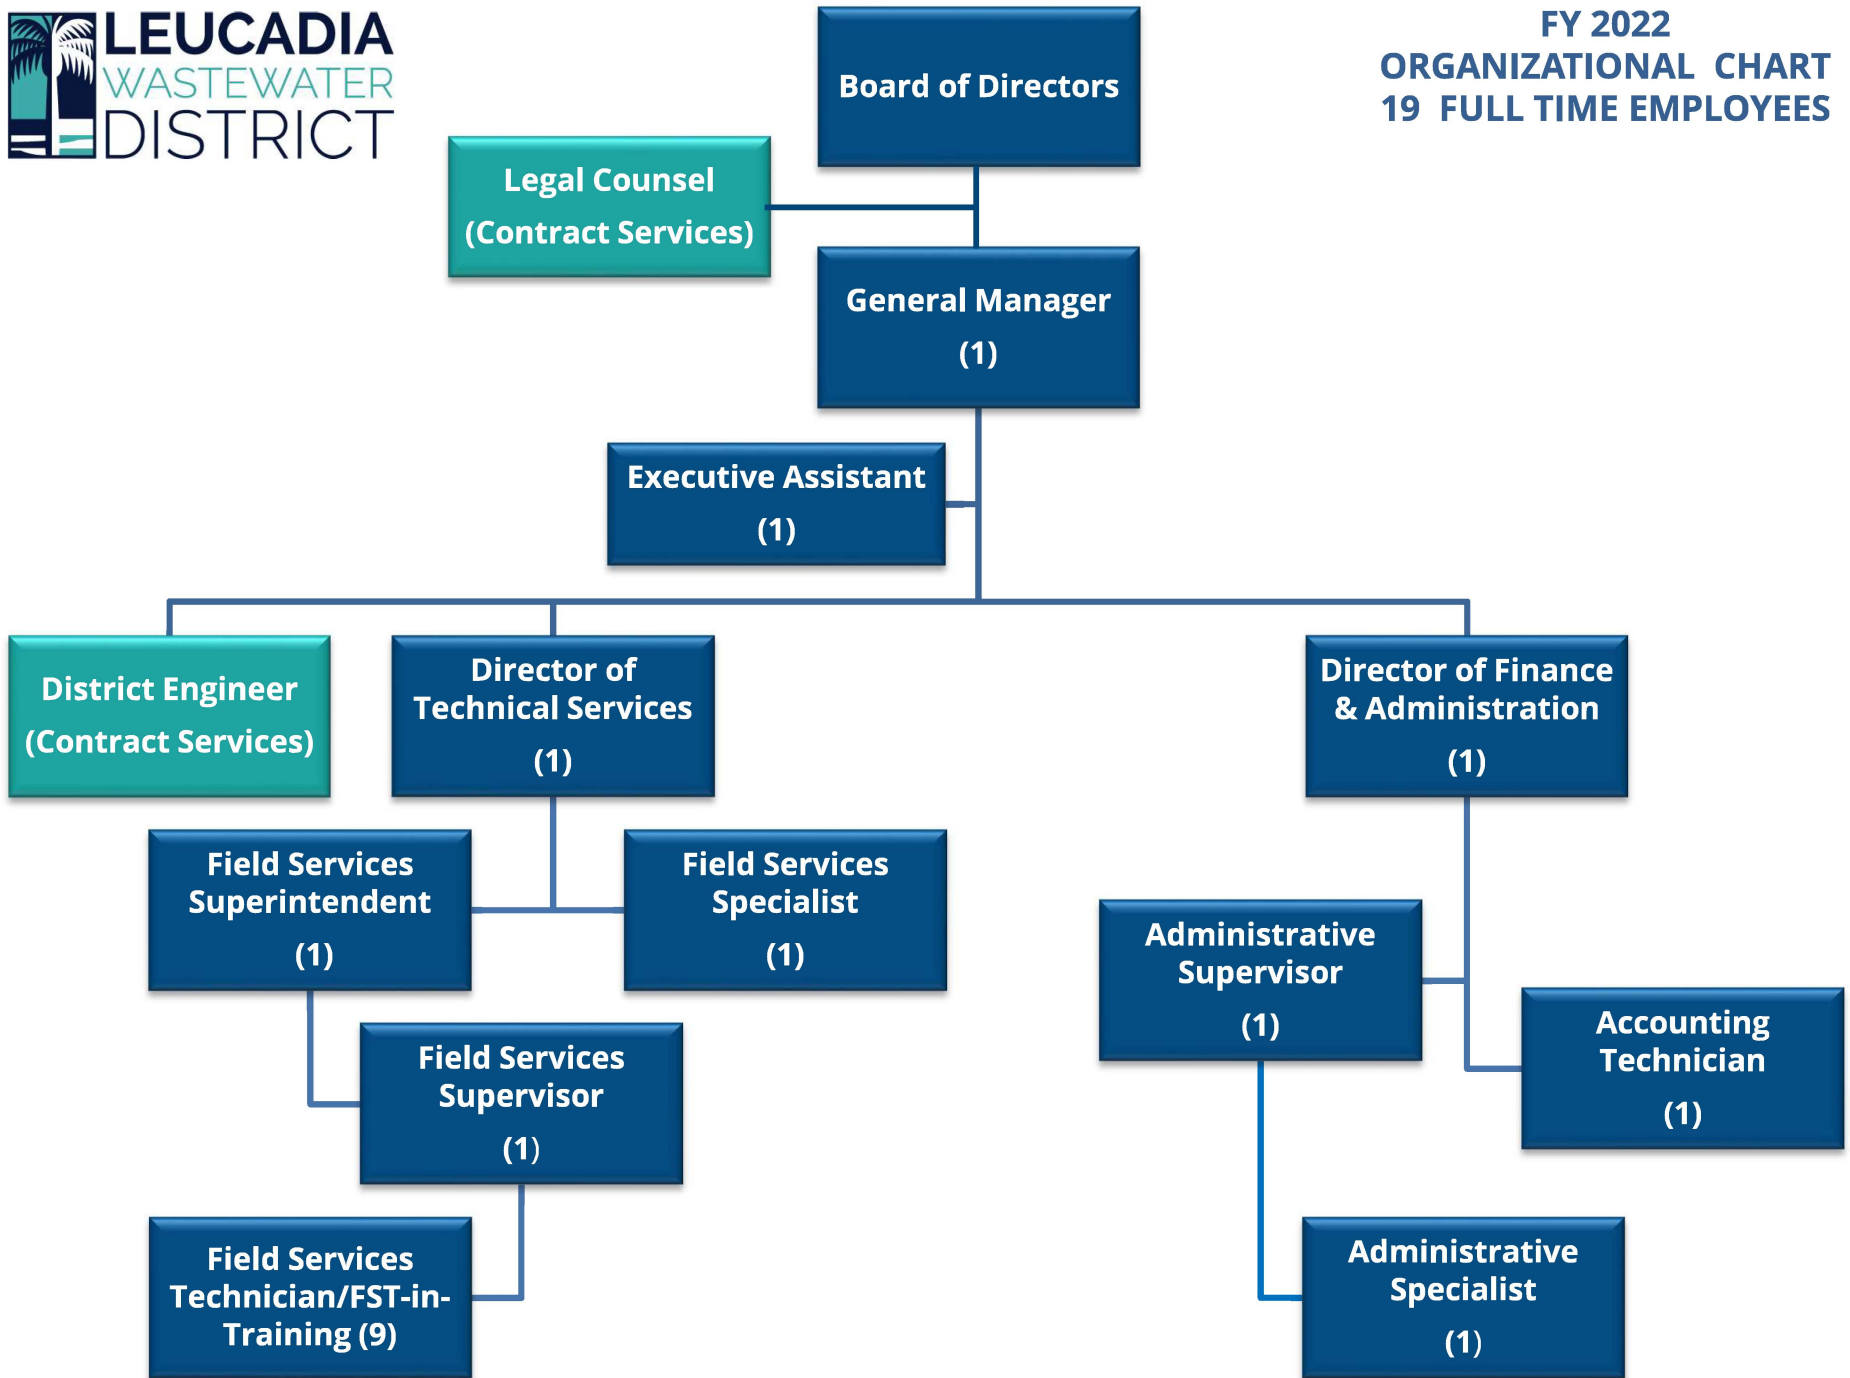 LEUCADIA
WASTEWATER
DISTRICT
FY 2022
ORGANIZATIONAL CHART
19 FULL TIME EMPLOYEES
Board of Directors
Legal Counsel
(Contract Services)
General Manager
(1)
Executive Assistant
(1)
District Engineer
(Contract Services)
Director of
Technical Services
(1)
Director of Finance
& Administration
(1)
Field Services
Superintendent
(1)
Field Services
Specialist
(1)
Administrative
Supervisor
(1)
Accounting
Technician
(1)
Field Services
Supervisor
(1)
Field Services
Technician/FST-in-
Training (9)
Administrative
Specialist
(1)